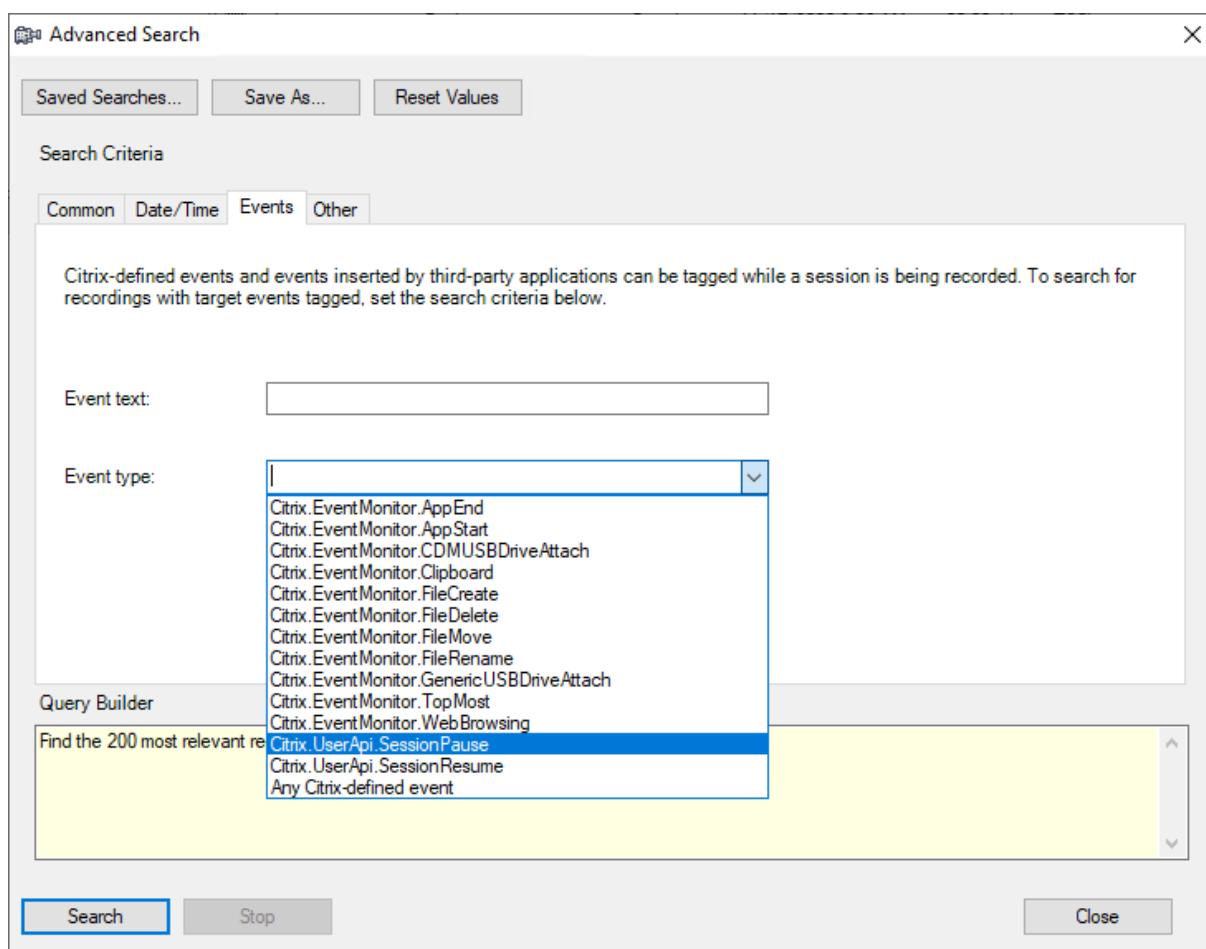 Advanced Search
Saved Searches...
Save As...
Reset Values
Search Criteria
Common
Date/Time
Events
Other
Citrix-defined events and events inserted by third-party applications can be tagged while a session is being recorded. To search for
recordings with target events tagged, set the search criteria below.
Event text:
Event type:
Citrix.EventMonitor.AppEnd
Citrix.EventMonitor.AppStart
Citrix.EventMonitor.CDMUSBDriveAttach
Citrix.EventMonitor.Clipboard
Citrix.EventMonitor.FileCreate
Citrix.EventMonitor.FileDelete
Citrix.EventMonitor.FileMove
Citrix.EventMonitor.FileRename
Citrix.EventMonitor.GenericUSBDriveAttach
Citrix.EventMonitor.TopMost
Citrix.EventMonitor.WebBrowsing
Citrix.UserApi.SessionPause
Citrix.UserApi.SessionResume
Any Citrix-defined event
Query Builder
Find the 200 most relevant
Search
Stop
Close